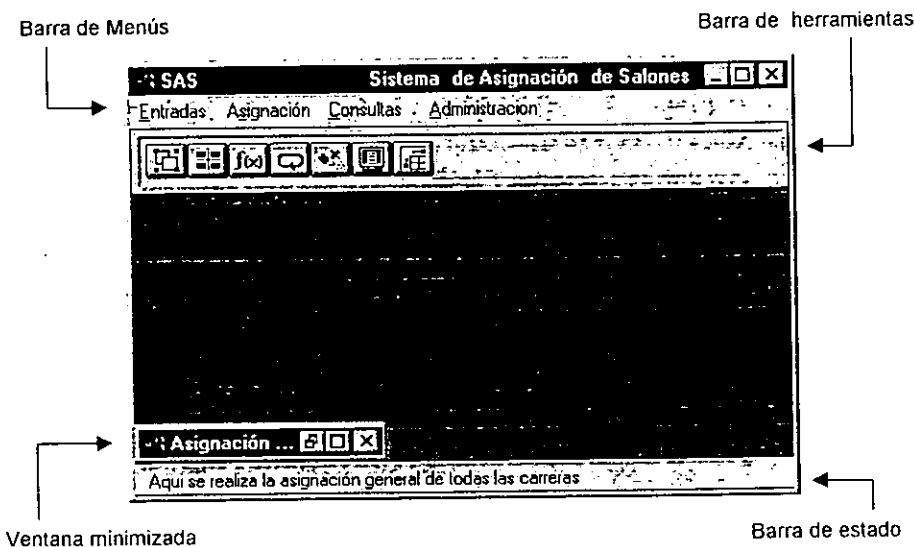 Barra de Menús
Barra de herramientas
SAS Sistema de Asignación de Salones
Entradas Asignación Consultas Administracion
f(x)
Asignación ...
Aqui se realiza la asignación general de todas las carreras
Ventana minimizada
Barra de estado